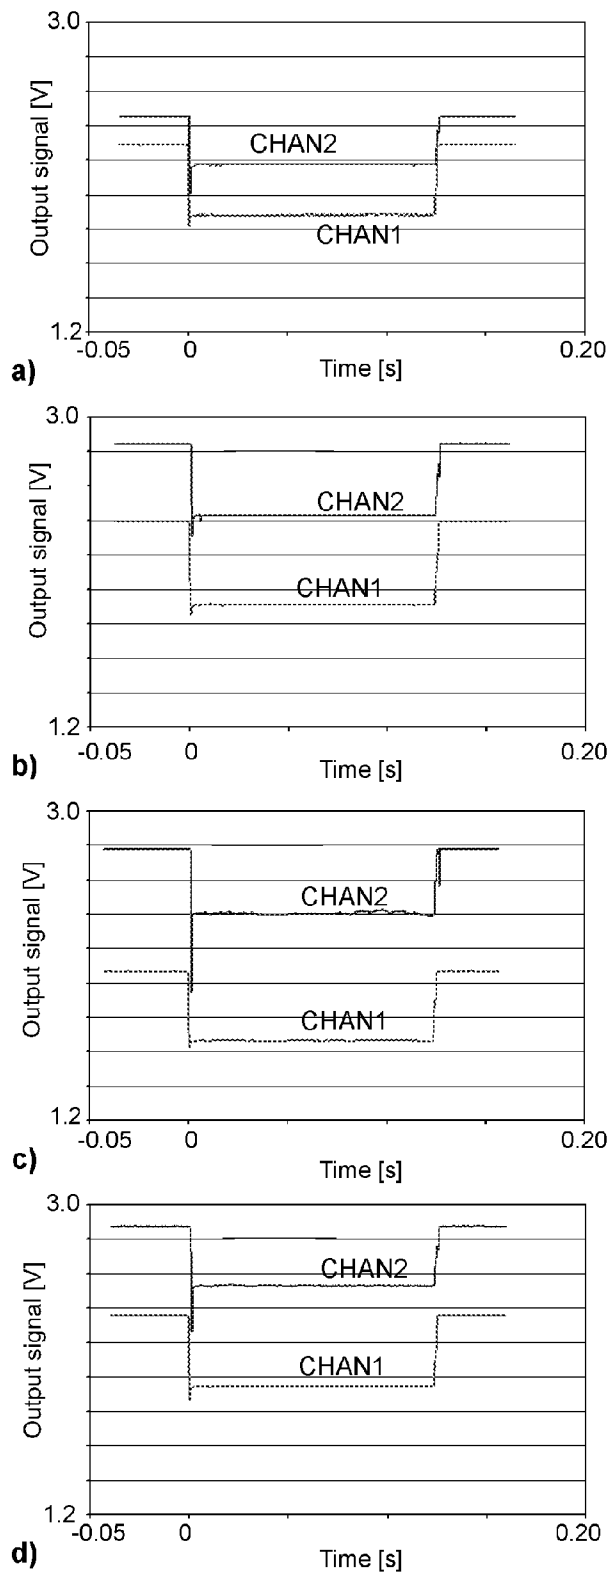 3.0
Output signal [V]
CHAN2
CHAN1
1.2
-0.05 0 0.20
a) Time [s]
3.0
Output signal [V]
CHAN2
CHAN1
1.2
-0.05 0 0.20
b) Time [s]
3.0
Output signal [V]
CHAN2
CHAN1
1.2
-0.05 0 0.20
c) Time [s]
3.0
Output signal [V]
CHAN2
CHAN1
1.2
-0.05 0 0.20
d) Time [s]